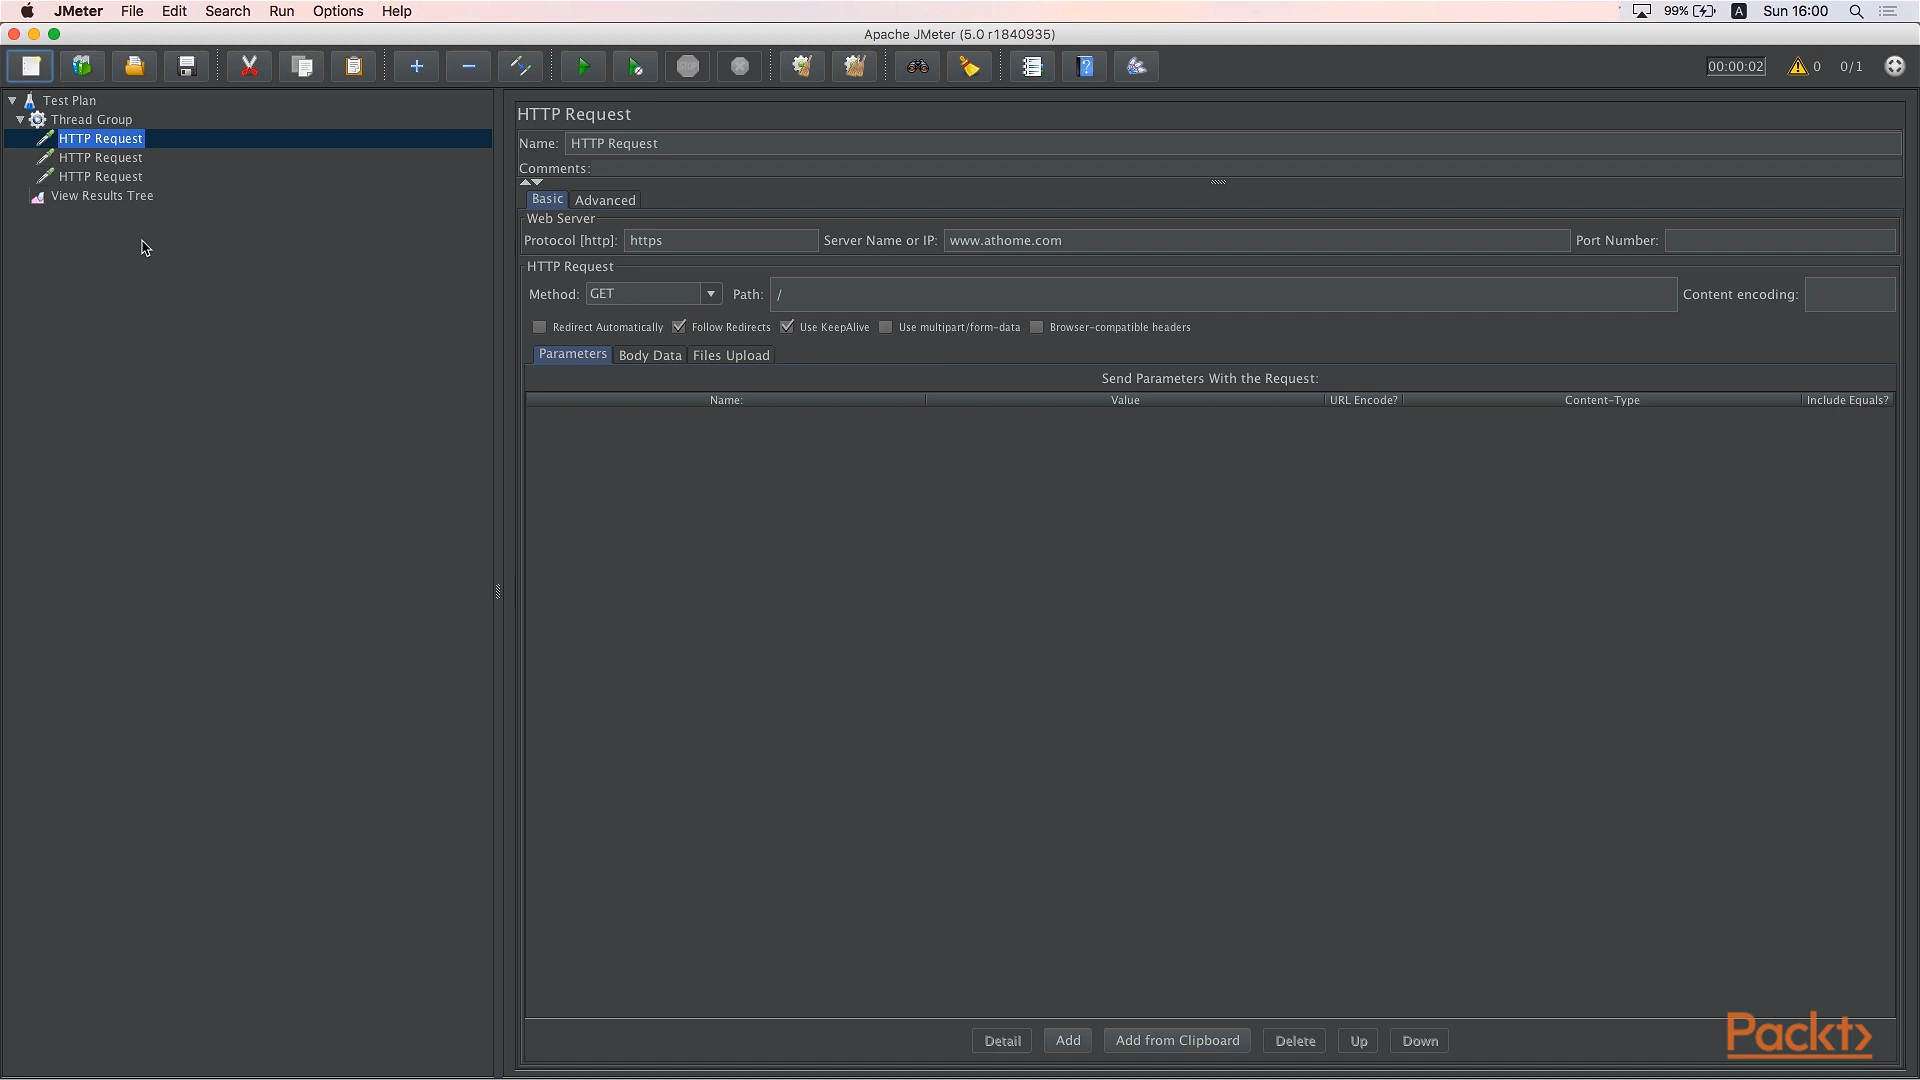 JMeter File Edit Search Run Options Help 99% A Sun 16:00
Apache JMeter (5.0 r1840935)
STOP 00:00:02 0 0/1
Test Plan
Thread Group
HTTP Request
HTTP Request
HTTP Request
View Results Tree
HTTP Request
Name: HTTP Request
Comments:
Basic Advanced
Web Server
Protocol [http]: https Server Name or IP: www.athome.com Port Number:
HTTP Request
Method: GET Path: / Content encoding:
Redirect Automatically Follow Redirects Use KeepAlive Use multipart/form-data Browser-compatible headers
Parameters Body Data Files Upload
Send Parameters With the Request:
Name: Value URL Encode? Content-Type Include Equals?
Detail Add Add from Clipboard Delete Up Down
Packt>